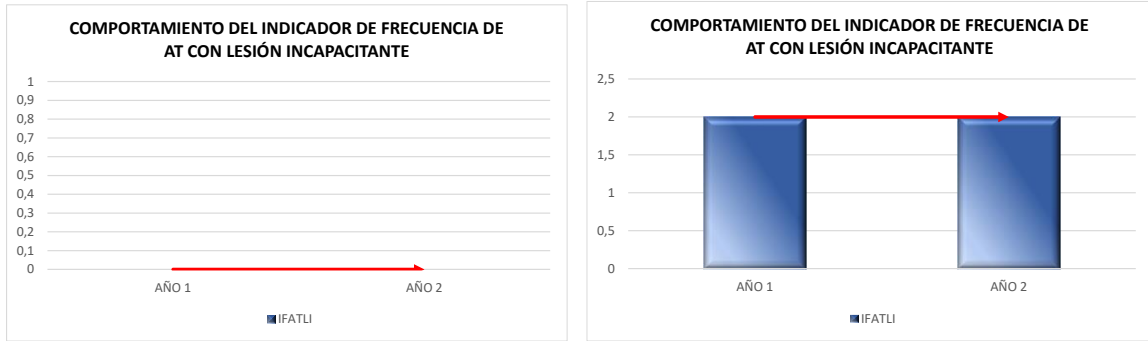 COMPORTAMIENTO DEL INDICADOR DE FRECUENCIA DE
AT CON LESIÓN INCAPACITANTE
1
0,9
0,8
0,7
0,6
0,5
0,4
0,3
0,2
0,1
0
AÑO 1 AÑO 2
IFATLI
COMPORTAMIENTO DEL INDICADOR DE FRECUENCIA DE
AT CON LESIÓN INCAPACITANTE
2,5
2
1,5
1
0,5
0
AÑO 1 AÑO 2
IFATLI